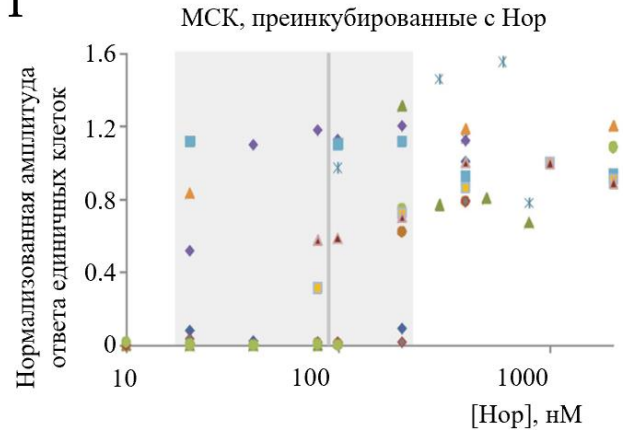 МСК, преинкубированные с Нор
Нормализованная амплитуда
ответа единичных клеток
1.6
1.2
0.8
0.4
0
10
100
1000
[Нор], нМ